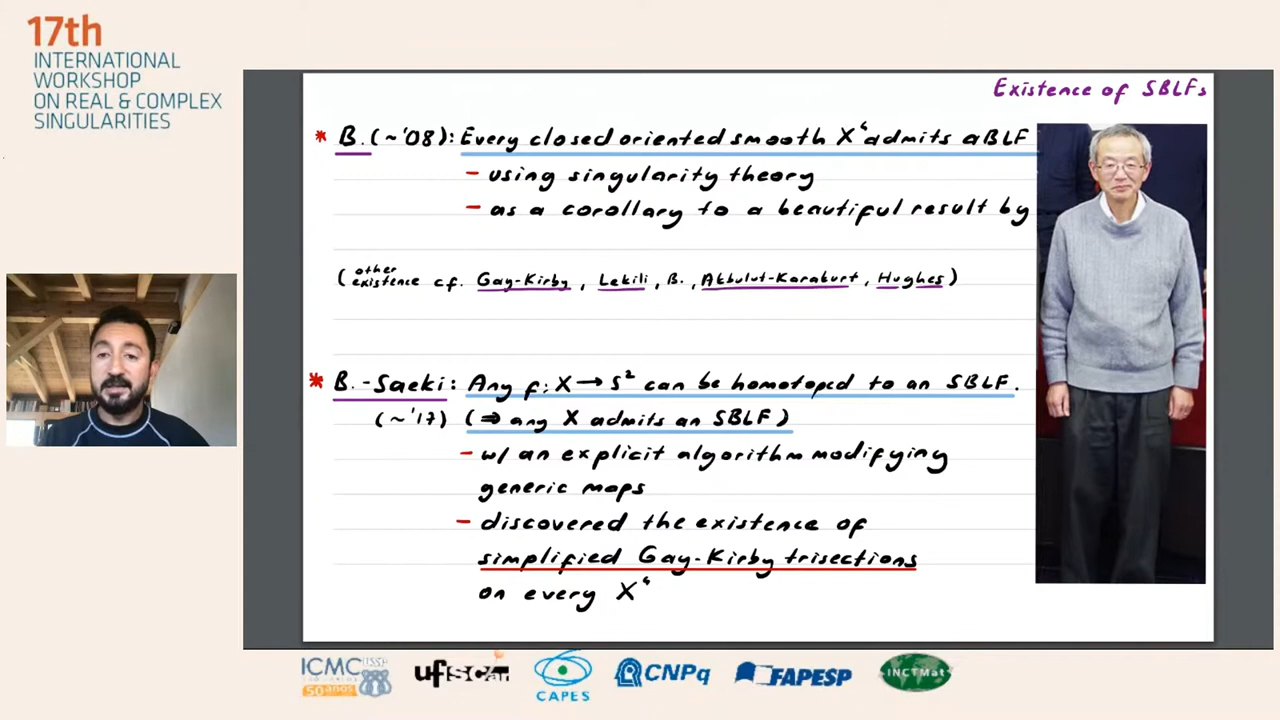 17th
INTERNATIONAL
WORKSHOP
ON REAL & COMPLEX
SINGULARITIES
Existence of SBLFs
* B. (~'08): Every closed oriented smooth X⁴ admits a BLF
- using singularity theory
- as a corollary to a beautiful result by
(other existence cf. Gay-Kirby, Lekili, B., Akbulut-Karakurt, Hughes)
* B.-Saeki: Any f: X → S² can be homotoped to an SBLF.
(~'17) (⇒ any X admits an SBLF)
- w/ an explicit algorithm modifying
generic maps
- discovered the existence of
simplified Gay-Kirby trisections
on every X⁴
ICMC
50 anos
ufscar
CAPES
CNPq
FAPESP
INCTMat